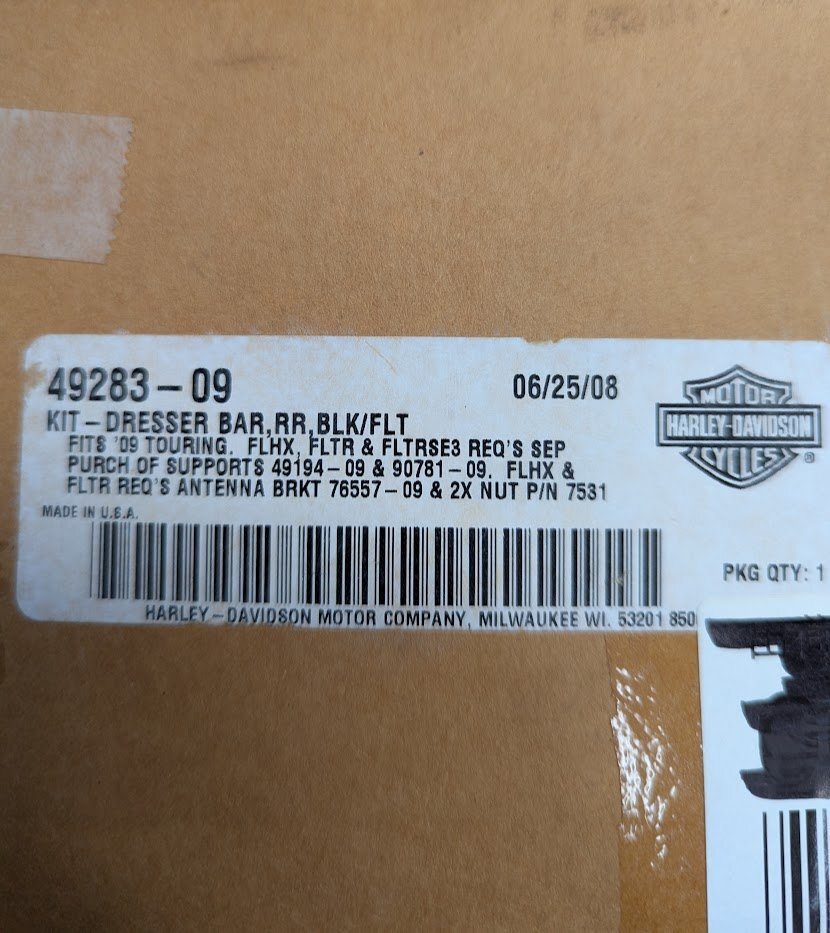 49283-09
06/25/08
KIT-DRESSER BAR,RR,BLK/FLT
FITS '09 TOURING. FLHX, FLTR & FLTRSE3 REQ'S SEP
PURCH OF SUPPORTS 49194-09 & 90781-09. FLHX &
FLTR REQ'S ANTENNA BRKT 76557-09 & 2X NUT P/N 7531
MADE IN U.S.A.
MOTOR
HARLEY-DAVIDSON
CYCLES
®
PKG QTY: 1
HARLEY-DAVIDSON MOTOR COMPANY, MILWAUKEE WI. 53201 850